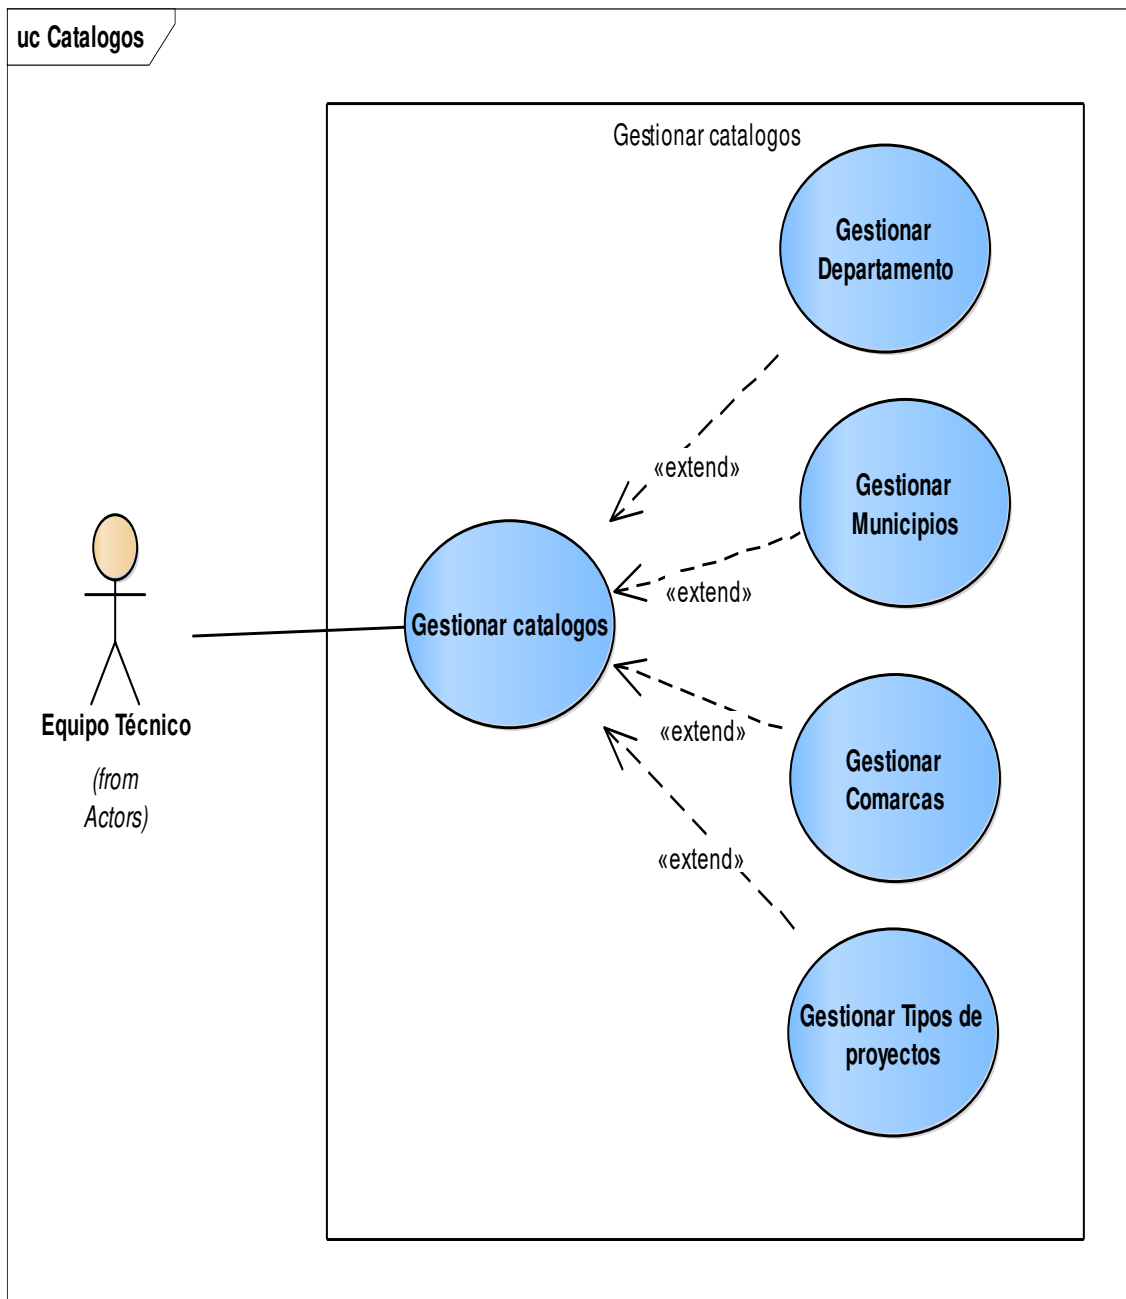 uc Catalogos
Gestionar catalogos
Gestionar
Departamento
«extend»
Gestionar
Municipios
«extend»
Gestionar catalogos
Equipo Técnico
(from
Actors)
«extend»
Gestionar
Comarcas
«extend»
Gestionar Tipos de
proyectos